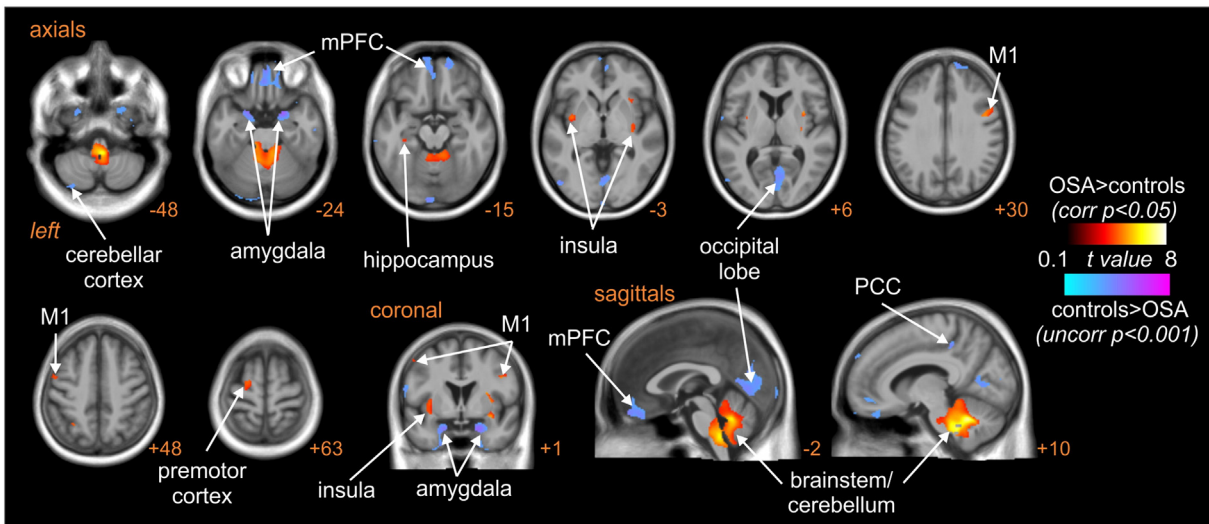 axials
mPFC
M1
-48
-24
-15
-3
+6
+30
left
cerebellar
cortex
amygdala
hippocampus
insula
occipital
lobe
OSA>controls
(corr p<0.05)
0.1 t value 8
controls>OSA
(uncorr p<0.001)
M1
coronal
M1
sagittals
mPFC
PCC
+48
+63
+1
-2
+10
premotor
cortex
insula
amygdala
brainstem/
cerebellum